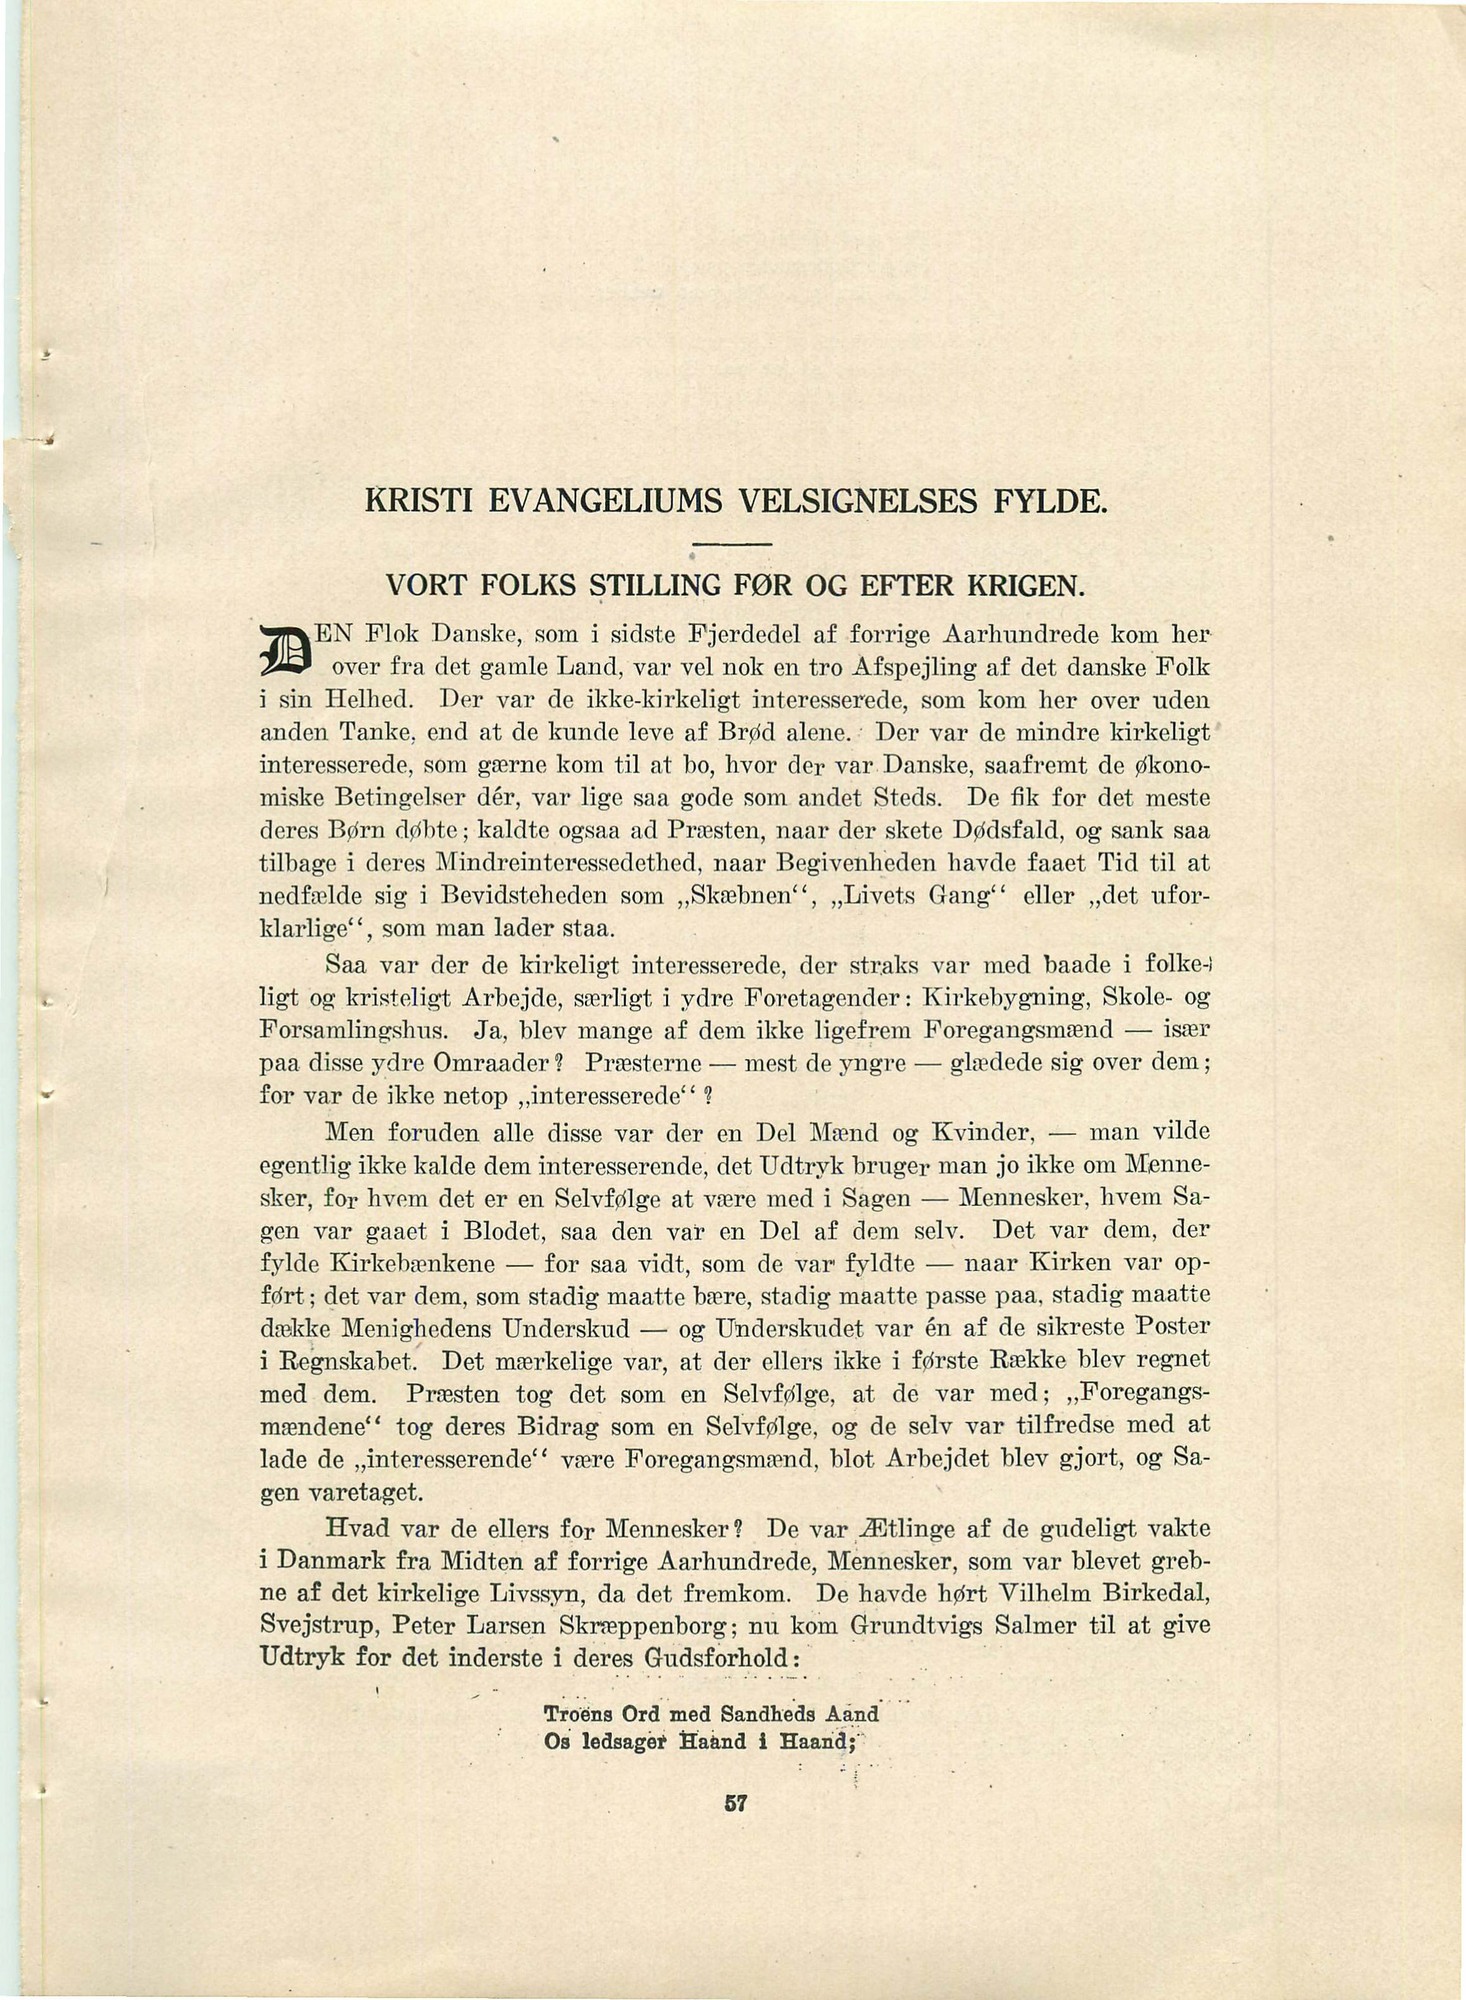 KRISTI EVANGELIUMS VELSIGNELSES FYLDE.
VORT FOLKS STILLING FØR OG EFTER KRIGEN.
DEN Flok Danske, som i sidste Fjerdedel af forrige Aarhundrede kom her
over fra det gamle Land, var vel nok en tro Afspejling af det danske Folk
i sin Helhed. Der var de ikke-kirkeligt interesserede, som kom her over uden
anden Tanke, end at de kunde leve af Brød alene. Der var de mindre kirkeligt
interesserede, som gærne kom til at bo, hvor der var Danske, saafremt de økono-
miske Betingelser dér, var lige saa gode som andet Steds. De fik for det meste
deres Børn døbte; kaldte ogsaa ad Præsten, naar der skete Dødsfald, og sank saa
tilbage i deres Mindreinteressedethed, naar Begivenheden havde faaet Tid til at
nedfælde sig i Bevidsteheden som „Skæbnen“, „Livets Gang“ eller „det ufor-
klarlige“, som man lader staa.
Saa var der de kirkeligt interesserede, der straks var med baade i folke-
ligt og kristeligt Arbejde, særligt i ydre Foretagender: Kirkebygning, Skole- og
Forsamlingshus. Ja, blev mange af dem ikke ligefrem Foregangsmænd — især
paa disse ydre Omraader? Præsterne — mest de yngre — glædede sig over dem;
for var de ikke netop „interesserede“?
Men foruden alle disse var der en Del Mænd og Kvinder, — man vilde
egentlig ikke kalde dem interesserende, det Udtryk bruger man jo ikke om Menne-
sker, for hvem det er en Selvfølge at være med i Sagen — Mennesker, hvem Sa-
gen var gaaet i Blodet, saa den var en Del af dem selv. Det var dem, der
fylde Kirkebænkene — for saa vidt, som de var fyldte — naar Kirken var op-
ført; det var dem, som stadig maatte bære, stadig maatte passe paa, stadig maatte
dække Menighedens Underskud — og Underskudet var én af de sikreste Poster
i Regnskabet. Det mærkelige var, at der ellers ikke i første Række blev regnet
med dem. Præsten tog det som en Selvfølge, at de var med; „Foregangs-
mændene“ tog deres Bidrag som en Selvfølge, og de selv var tilfredse med at
lade de „interesserende“ være Foregangsmænd, blot Arbejdet blev gjort, og Sa-
gen varetaget.
Hvad var de ellers for Mennesker? De var Ætlinge af de gudeligt vakte
i Danmark fra Midten af forrige Aarhundrede, Mennesker, som var blevet greb-
ne af det kirkelige Livssyn, da det fremkom. De havde hørt Vilhelm Birkedal,
Svejstrup, Peter Larsen Skræppenborg; nu kom Grundtvigs Salmer til at give
Udtryk for det inderste i deres Gudsforhold:
Troens Ord med Sandheds Aand
Os ledsager Haand i Haand;
57